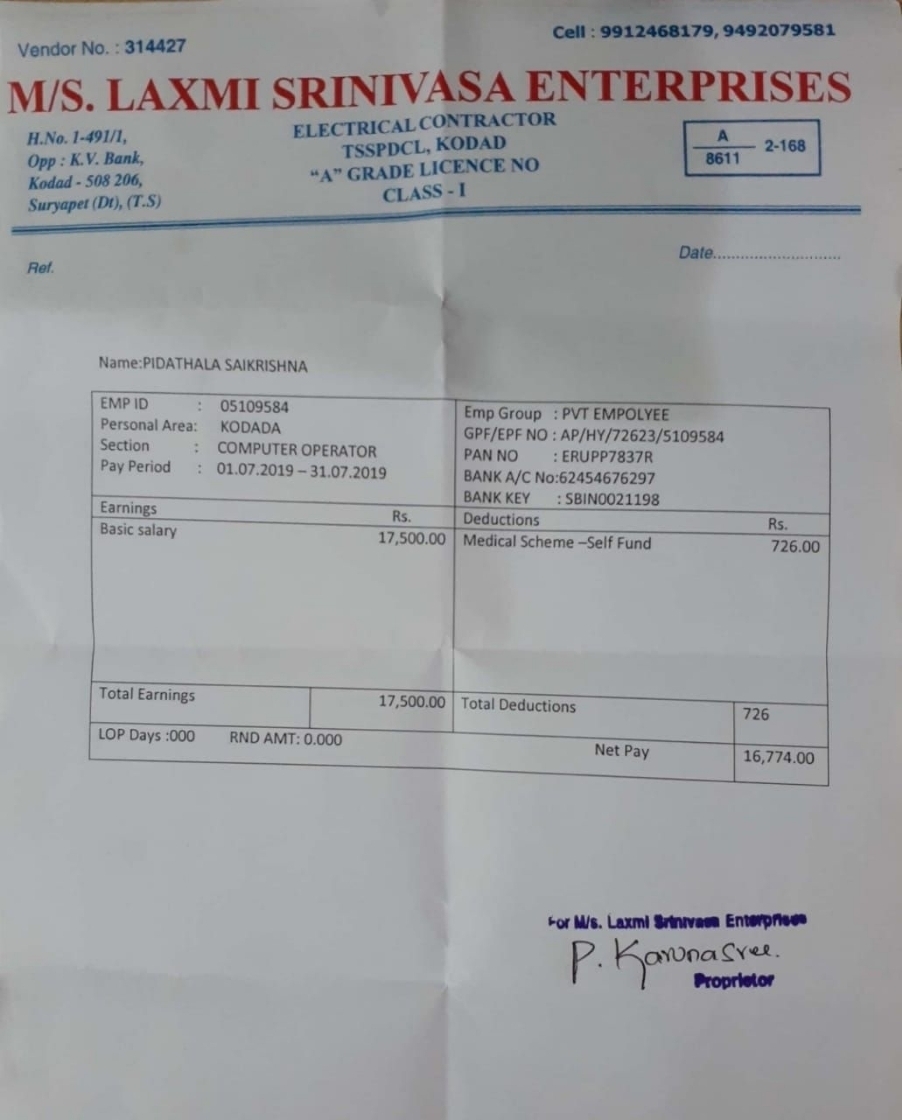 Vendor No. : 314427
Cell : 9912468179, 9492079581
M/S. LAXMI SRINIVASA ENTERPRISES
H.No. 1-491/1,
Opp : K.V. Bank,
Kodad - 508 206,
Suryapet (Dt), (T.S)
ELECTRICAL CONTRACTOR
TSSPDCL, KODAD
“A” GRADE LICENCE NO
CLASS - I
A
8611
2-168
Ref.
Date..............................
Name:PIDATHALA SAIKRISHNA
EMP ID : 05109584
Personal Area: KODADA
Section : COMPUTER OPERATOR
Pay Period : 01.07.2019 – 31.07.2019
Emp Group : PVT EMPOLYEE
GPF/EPF NO : AP/HY/72623/5109584
PAN NO : ERUPP7837R
BANK A/C No:62454676297
BANK KEY : SBIN0021198
Earnings Rs. Deductions Rs.
Basic salary 17,500.00 Medical Scheme –Self Fund 726.00
Total Earnings 17,500.00 Total Deductions 726
LOP Days :000 RND AMT: 0.000 Net Pay 16,774.00
For M/s. Laxmi Srinivasa Enterprises
P. Karunasree.
Proprietor